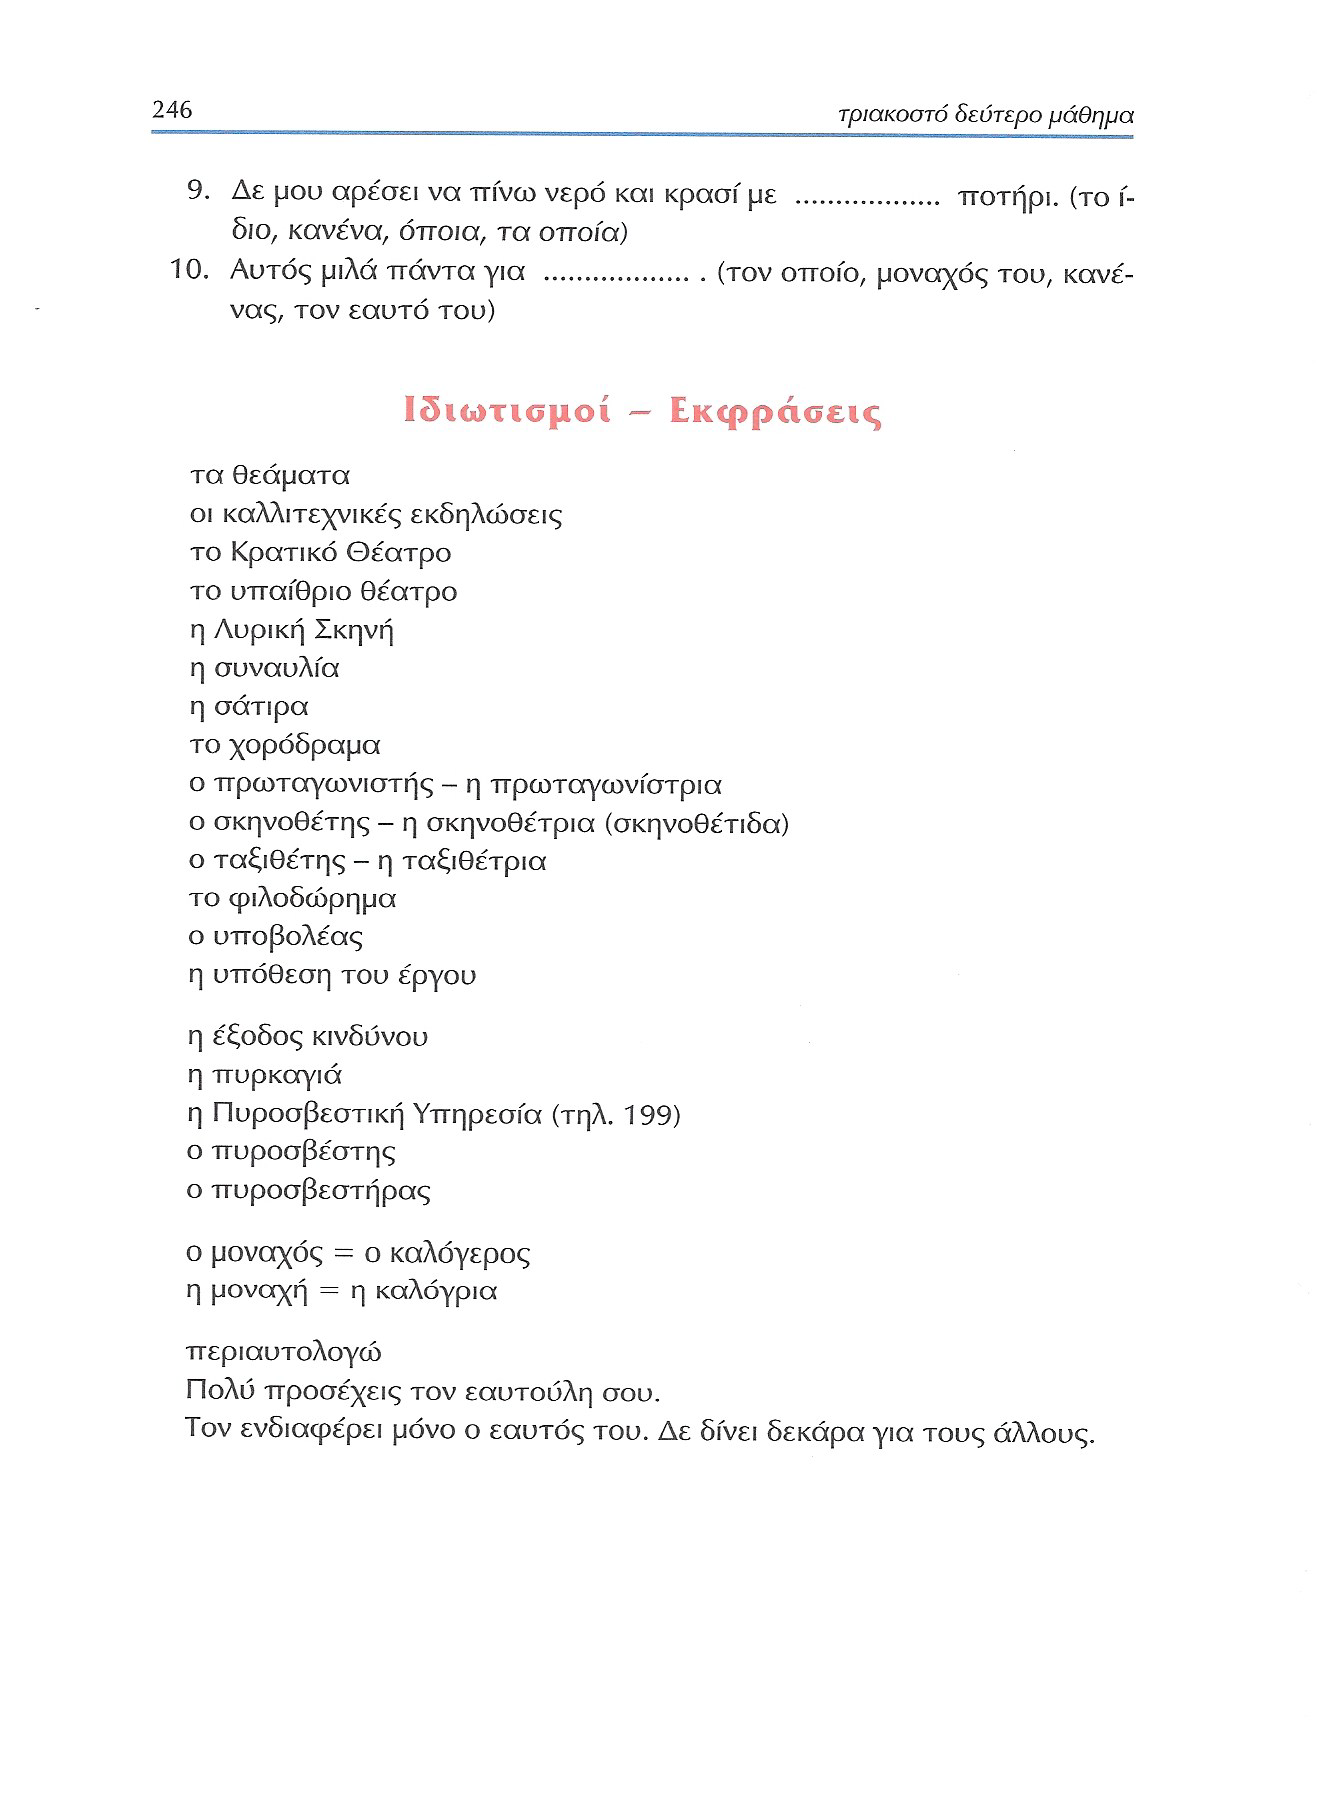 246 τριακοστό δεύτερο μάθημα
9. Δε μου αρέσει να πίνω νερό και κρασί με .................. ποτήρι. (το ί-
διο, κανένα, όποια, τα οποία)
10. Αυτός μιλά πάντα για .................. . (τον οποίο, μοναχός του, κανέ-
νας, τον εαυτό του)
Ιδιωτισμοί – Εκφράσεις
τα θεάματα
οι καλλιτεχνικές εκδηλώσεις
το Κρατικό Θέατρο
το υπαίθριο θέατρο
η Λυρική Σκηνή
η συναυλία
η σάτιρα
το χορόδραμα
ο πρωταγωνιστής – η πρωταγωνίστρια
ο σκηνοθέτης – η σκηνοθέτρια (σκηνοθέτιδα)
ο ταξιθέτης – η ταξιθέτρια
το φιλοδώρημα
ο υποβολέας
η υπόθεση του έργου
η έξοδος κινδύνου
η πυρκαγιά
η Πυροσβεστική Υπηρεσία (τηλ. 199)
ο πυροσβέστης
ο πυροσβεστήρας
ο μοναχός = ο καλόγερος
η μοναχή = η καλόγρια
περιαυτολογώ
Πολύ προσέχεις τον εαυτούλη σου.
Τον ενδιαφέρει μόνο ο εαυτός του. Δε δίνει δεκάρα για τους άλλους.